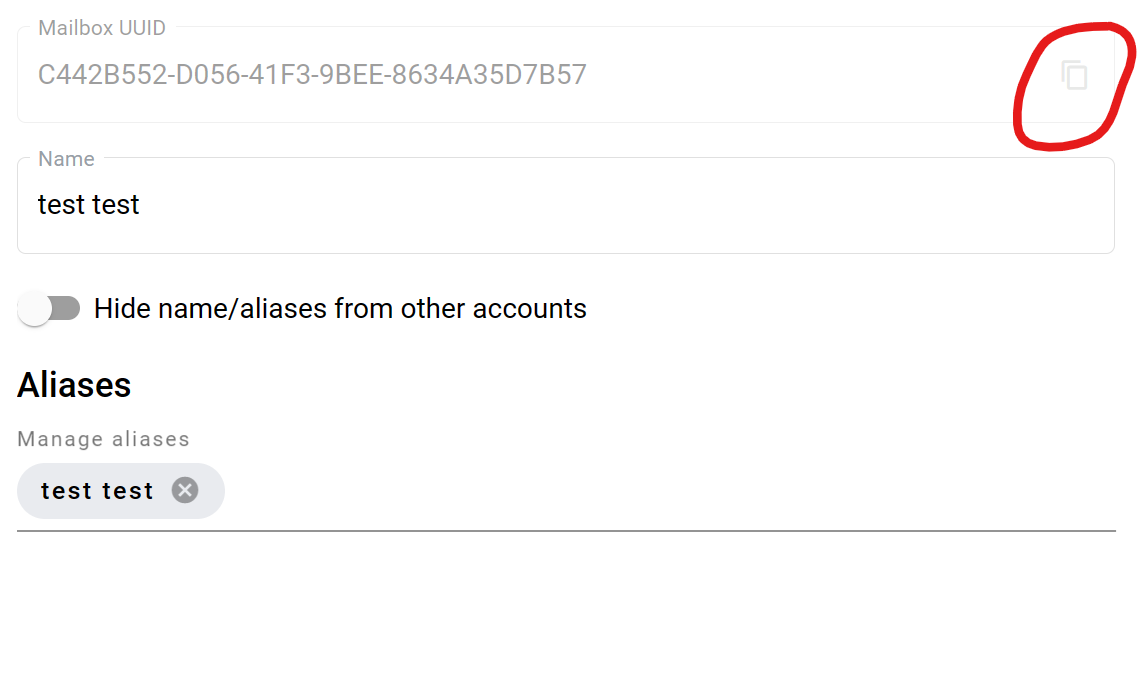 Mailbox UUID
C442B552-D056-41F3-9BEE-8634A35D7B57
Name
test test
Hide name/aliases from other accounts
Aliases
Manage aliases
test test